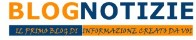 BLOGNOTIZIE
IL PRIMO BLOG DI INFORMAZIONE CREATO DA VOI